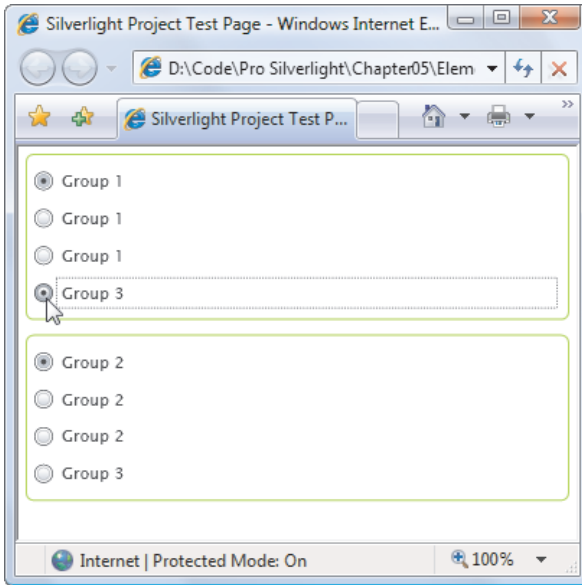 Silverlight Project Test Page - Windows Internet E...
D:\Code\Pro Silverlight\Chapter05\Elem
Silverlight Project Test P...
Group 1
Group 1
Group 1
Group 3
Group 2
Group 2
Group 2
Group 3
Internet | Protected Mode: On 100%